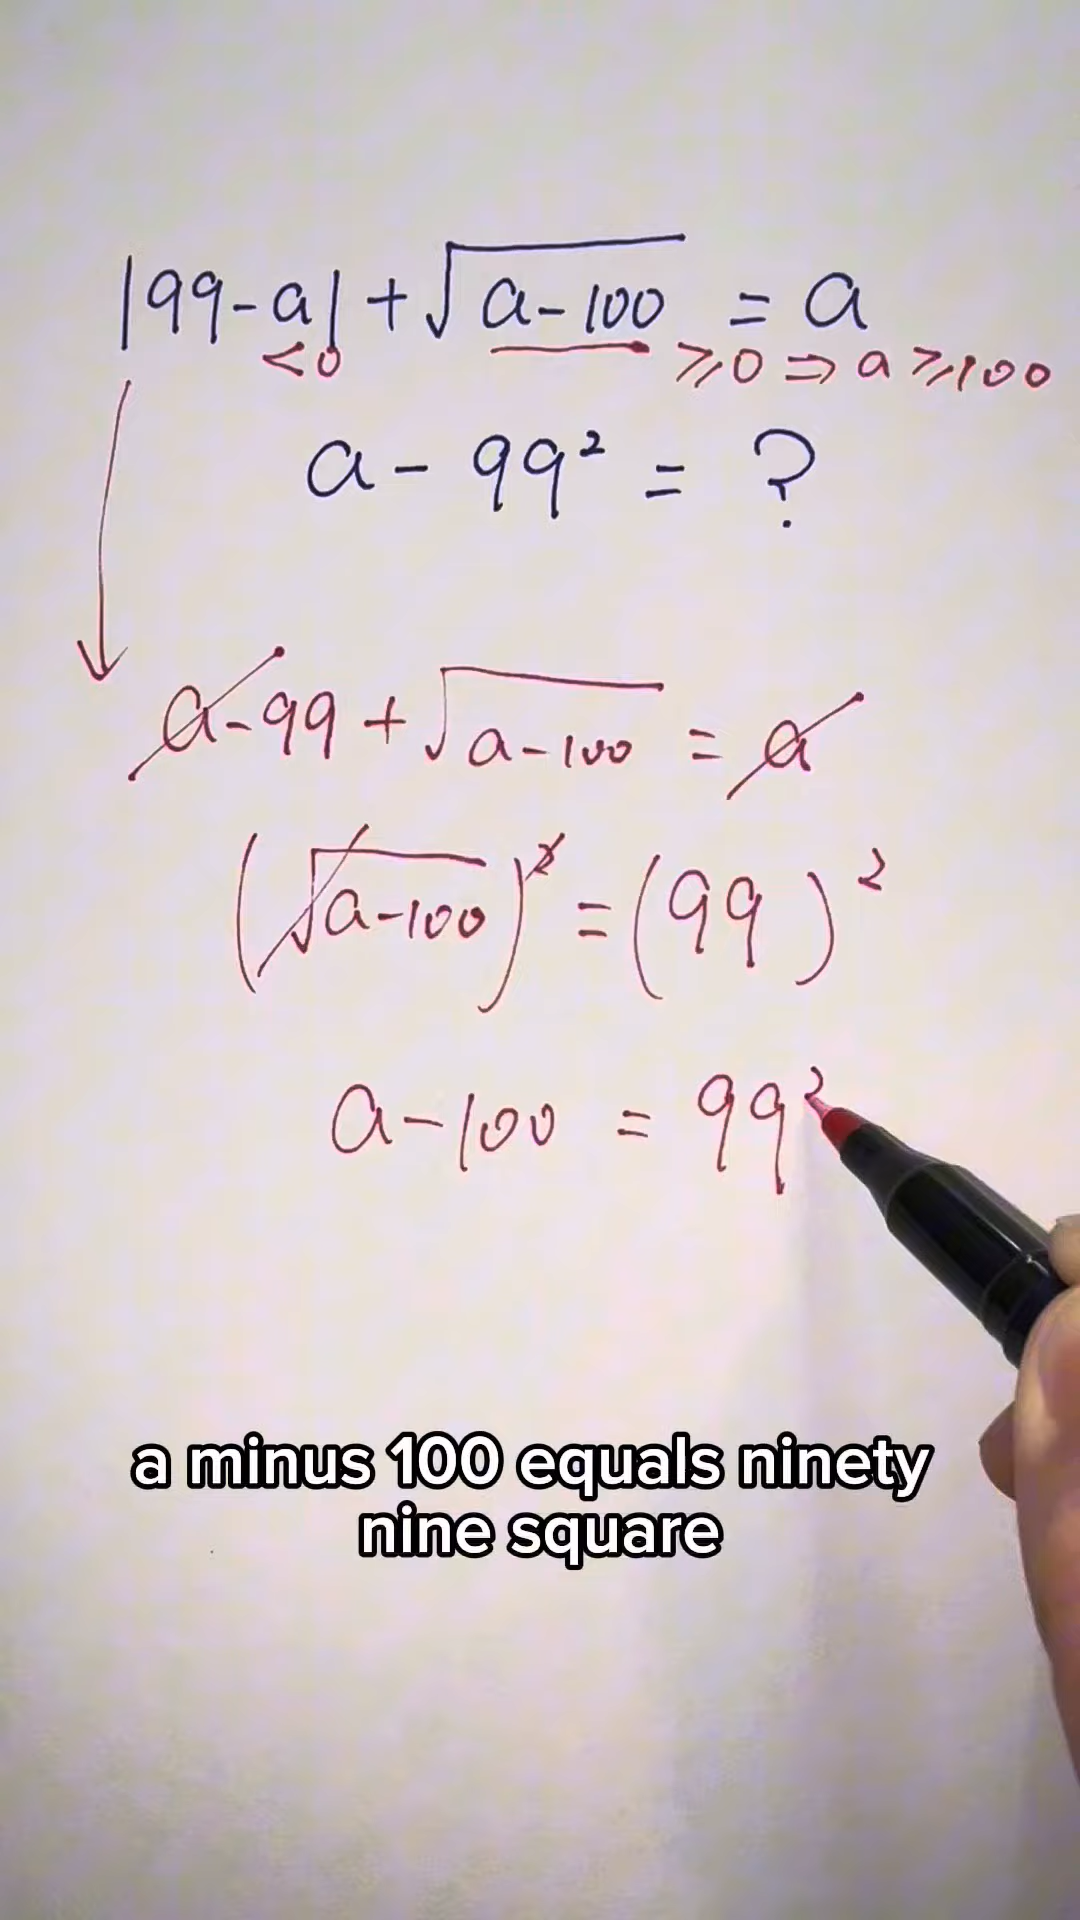 |99-a| + √a-100 = a
<0 ≥0 ⇒ a ≥100
a - 99² = ?
a-99 + √a-100 = a
(√a-100)² = (99)²
a-100 = 99²
a minus 100 equals ninety
nine square